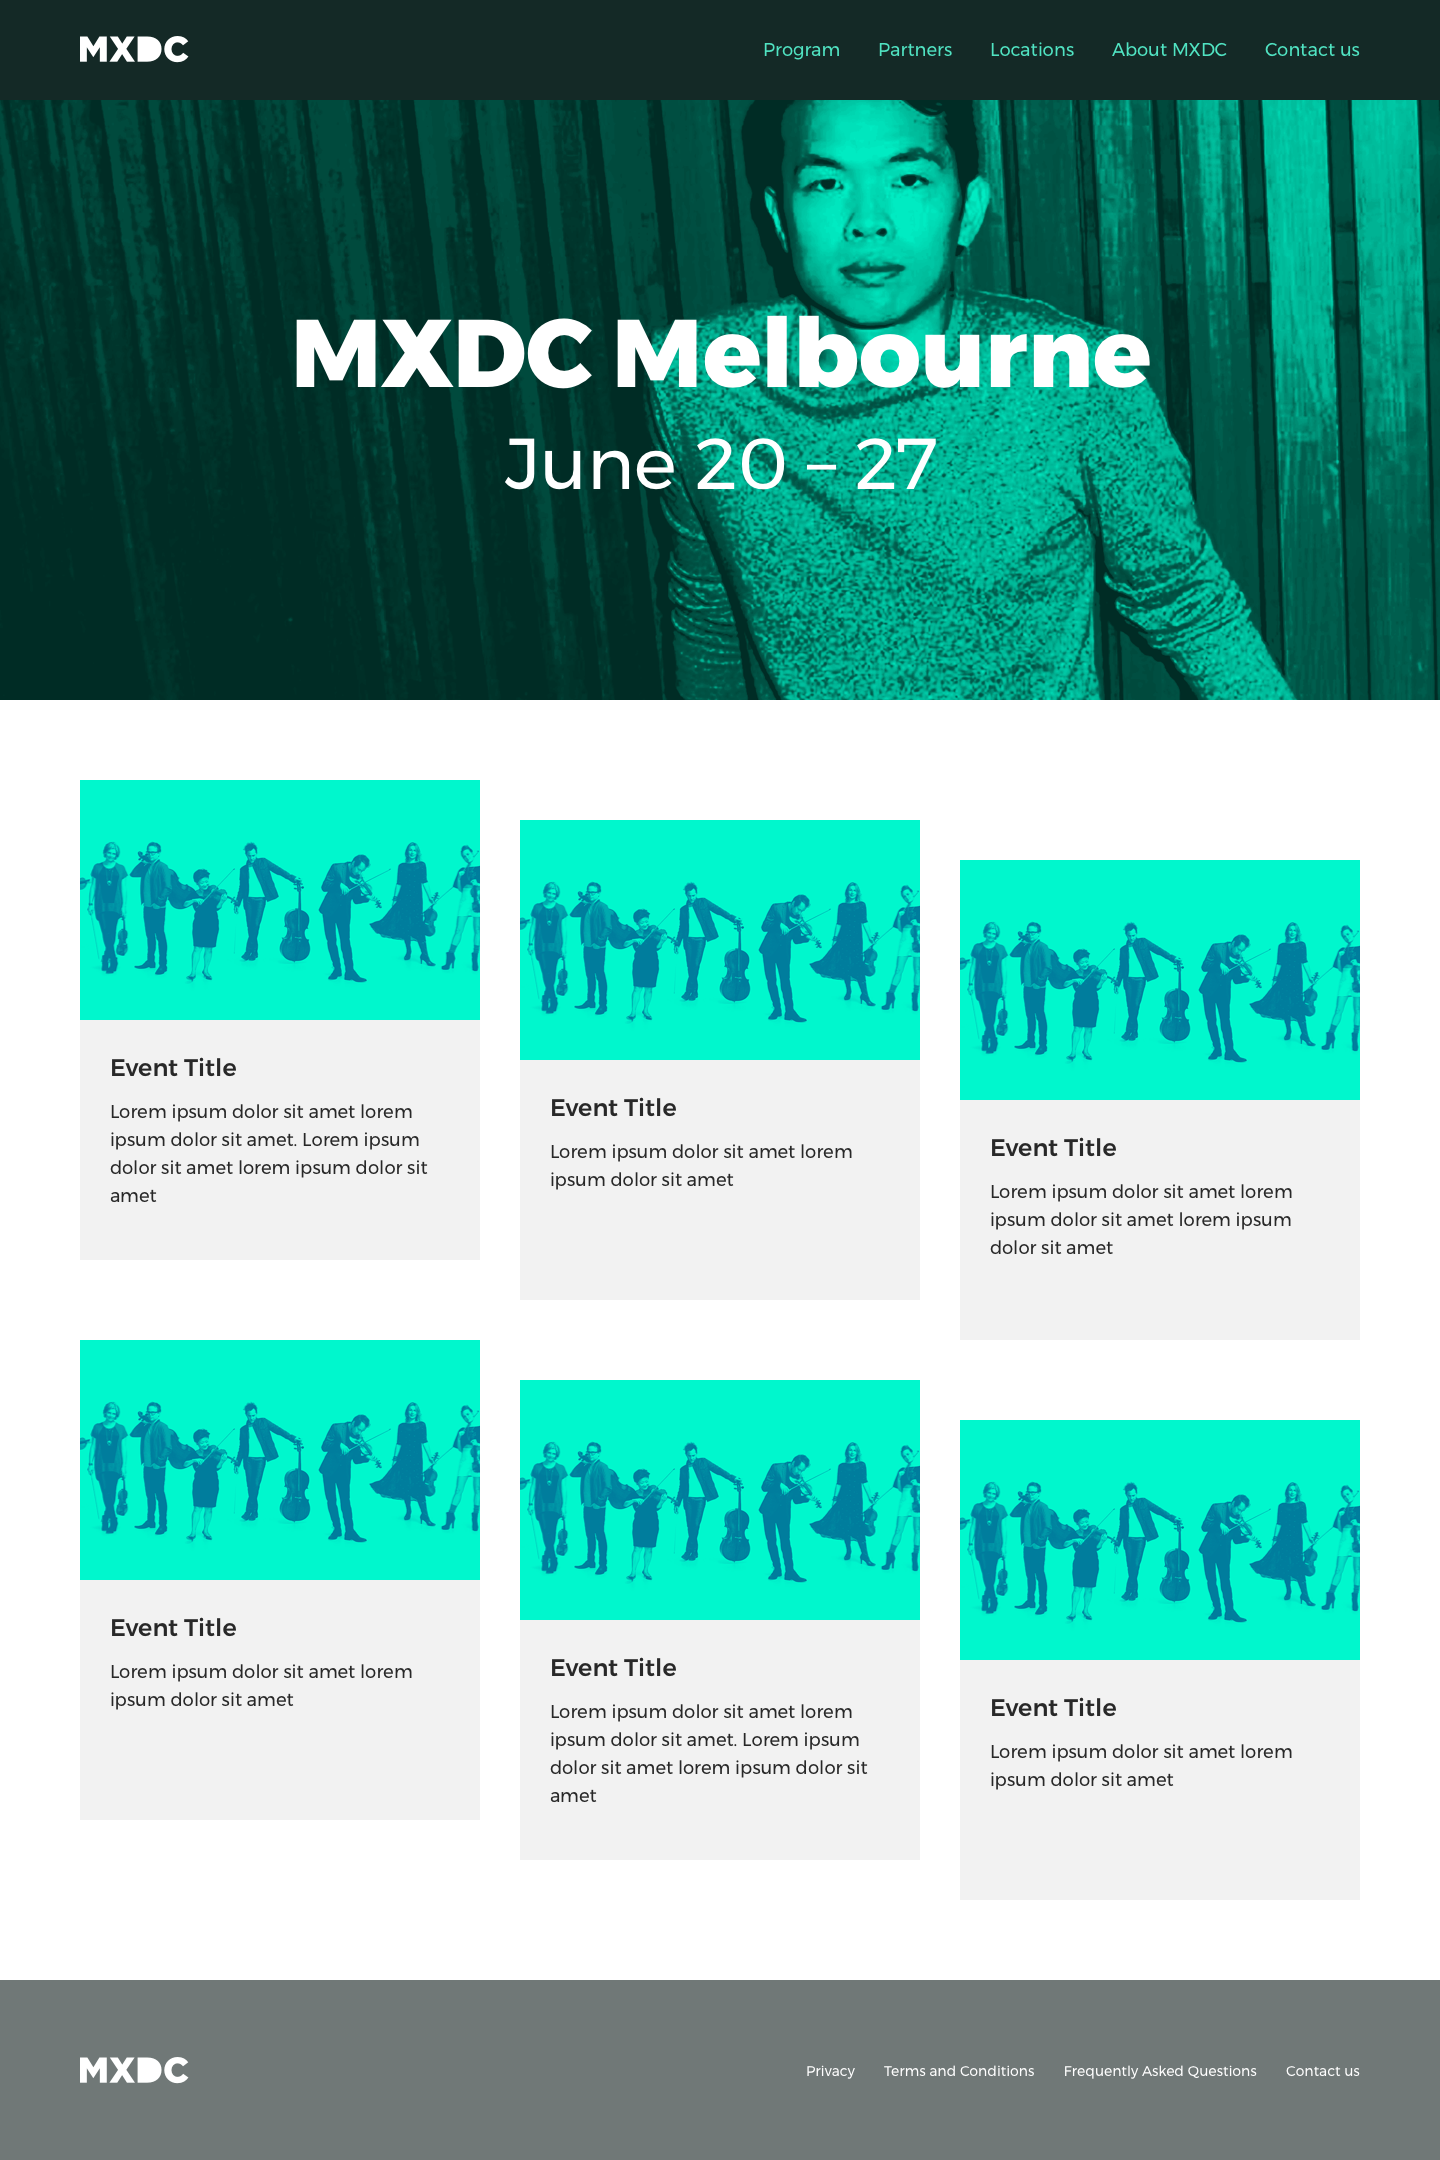 MXDC
Program Partners Locations About MXDC Contact us
MXDC Melbourne
June 20 – 27
Event Title
Lorem ipsum dolor sit amet lorem
ipsum dolor sit amet. Lorem ipsum
dolor sit amet lorem ipsum dolor sit
amet
Event Title
Lorem ipsum dolor sit amet lorem
ipsum dolor sit amet
Event Title
Lorem ipsum dolor sit amet lorem
ipsum dolor sit amet lorem ipsum
dolor sit amet
Event Title
Lorem ipsum dolor sit amet lorem
ipsum dolor sit amet
Event Title
Lorem ipsum dolor sit amet lorem
ipsum dolor sit amet. Lorem ipsum
dolor sit amet lorem ipsum dolor sit
amet
Event Title
Lorem ipsum dolor sit amet lorem
ipsum dolor sit amet
MXDC
Privacy Terms and Conditions Frequently Asked Questions Contact us